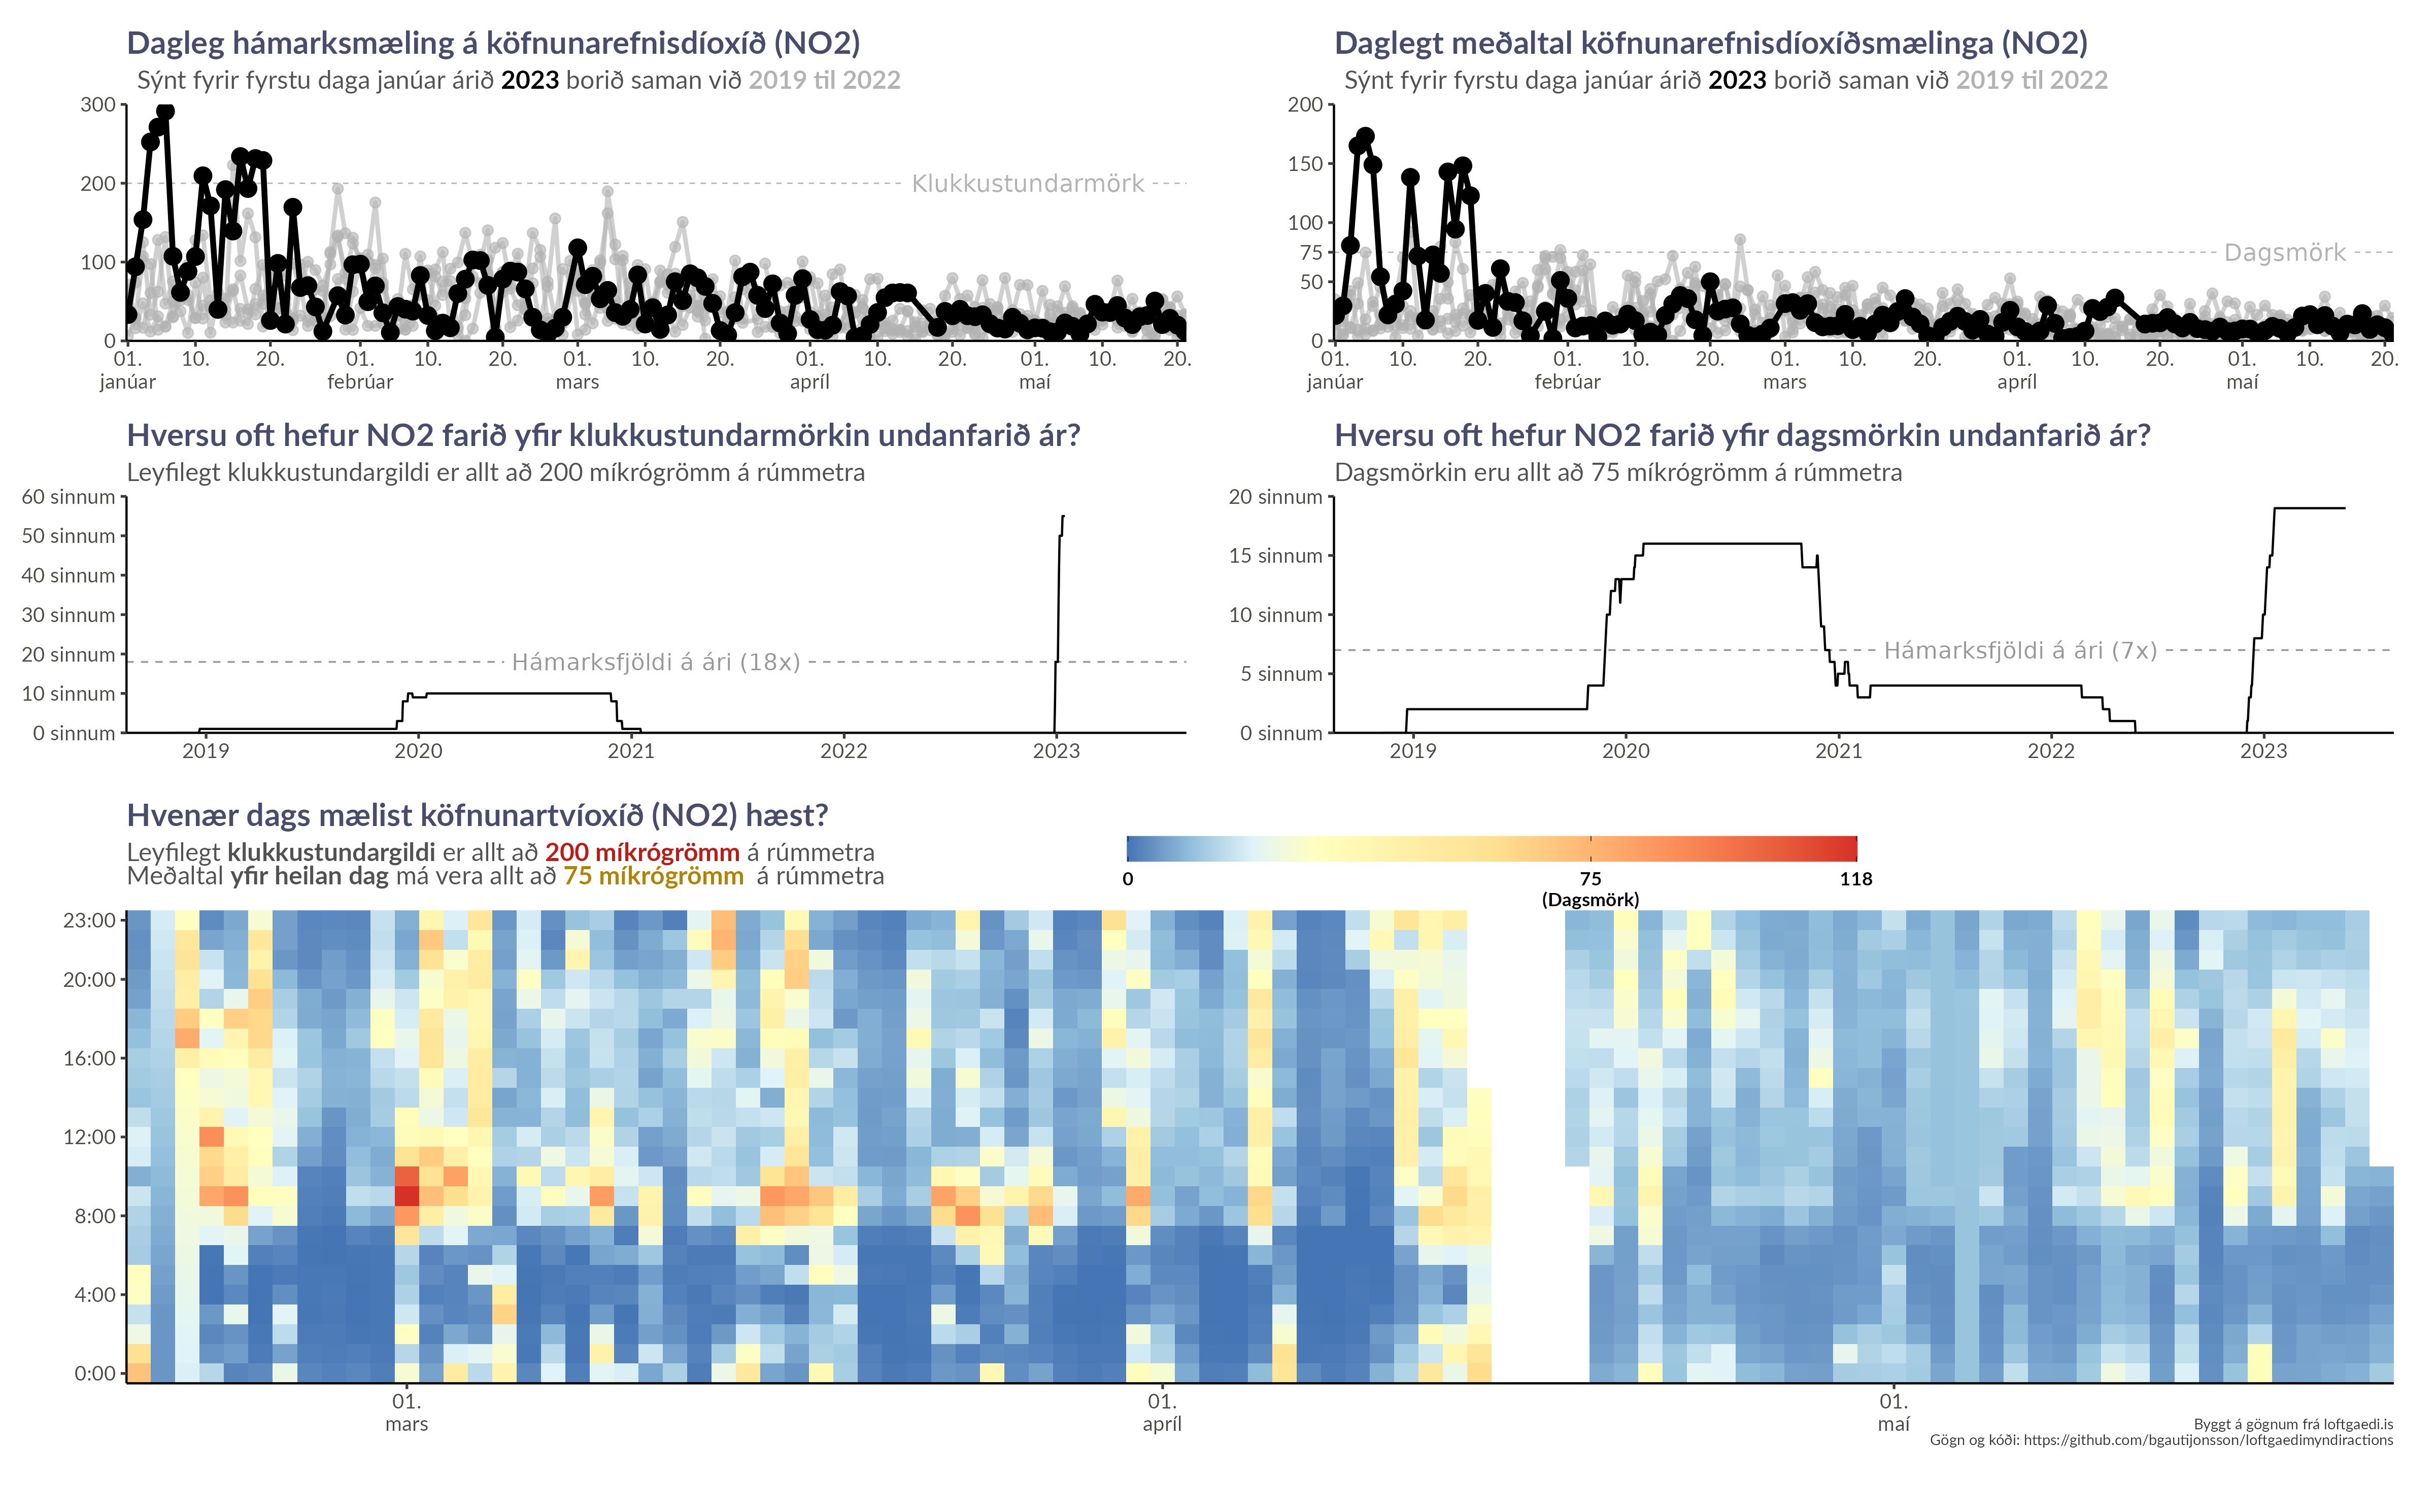 Dagleg hámarksmæling á köfnunarefnisdíoxíð (NO2)
Sýnt fyrir fyrstu daga janúar árið 2023 borið saman við 2019 til 2022
300
200
100
0
Klukkustundarmörk
01. 10. 20. 01. 10. 20. 01. 10. 20. 01. 10. 01. 10. 20.
janúar febrúar mars apríl maí
Daglegt meðaltal köfnunarefnisdíoxíðsmælinga (NO2)
Sýnt fyrir fyrstu daga janúar árið 2023 borið saman við 2019 til 2022
200
150
100
75
50
0
Dagsmörk
01. 10. 20. 01. 10. 20. 01. 10. 20. 01. 10. 20. 01. 10. 20.
janúar febrúar mars apríl maí
Hversu oft hefur NO2 farið yfir klukkustundarmörkin undanfarið ár?
Leyfilegt klukkustundargildi er allt að 200 míkrógrömm á rúmmetra
60 sinnum
50 sinnum
40 sinnum
30 sinnum
20 sinnum
10 sinnum
0 sinnum
Hámarksfjöldi á ári (18x)
2019 2020 2021 2022 2023
Hversu oft hefur NO2 farið yfir dagsmörkin undanfarið ár?
Dagsmörkin eru allt að 75 míkrógrömm á rúmmetra
20 sinnum
15 sinnum
10 sinnum
5 sinnum
0 sinnum
Hámarksfjöldi á ári (7x)
2019 2020 2021 2022 2023
Hvenær dags mælist köfnunartvíoxíð (NO2) hæst?
Leyfilegt klukkustundargildi er allt að 200 míkrógrömm á rúmmetra
Meðaltal yfir heilan dag má vera allt að 75 míkrógrömm á rúmmetra
0 75 118
(Dagsmörk)
23:00
20:00
16:00
12:00
8:00
4:00
0:00
01. 01. 01.
mars apríl maí
Byggt á gögnum frá loftgaedi.is
Gögn og kóði: https://github.com/bgautijonsson/loftgaedimyndiractions